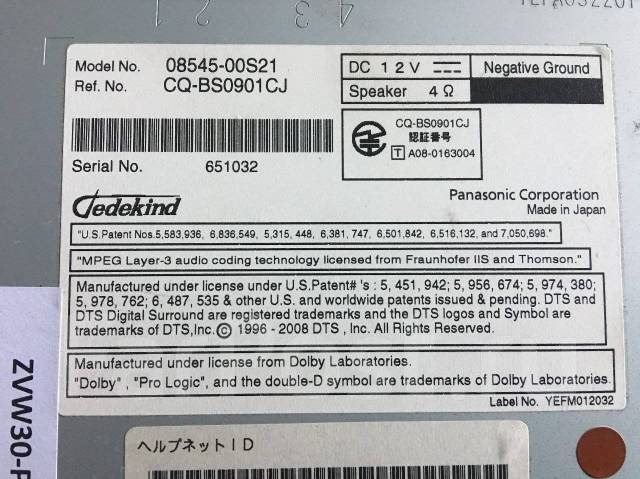 1 2 3 4
Model No. 08545-00S21
Ref. No. CQ-BS0901CJ
DC 12V
Negative Ground
Speaker 4Ω
CQ-BS0901CJ
認証番号
T A08-0163004
Serial No. 651032
Gedekind
Panasonic Corporation
Made in Japan
"U.S.Patent Nos.5,583,936, 6,836,549, 5,315, 448, 6,381, 747, 6,501,842, 6,516,132, and 7,050,698."
"MPEG Layer-3 audio coding technology licensed from Fraunhofer IIS and Thomson."
Manufactured under license under U.S.Patent#'s : 5, 451, 942; 5, 956, 674; 5, 974, 380;
5, 978, 762; 6, 487, 535 & other U.S. and worldwide patents issued & pending. DTS and
DTS Digital Surround are registered trademarks and the DTS logos and Symbol are
trademarks of DTS,Inc.© 1996 - 2008 DTS , Inc. All Rights Reserved.
Manufactured under license from Dolby Laboratories.
"Dolby" , "Pro Logic", and the double-D symbol are trademarks of Dolby Laboratories.
Label No. YEFM012032
ZVW30-
ヘルプネットID